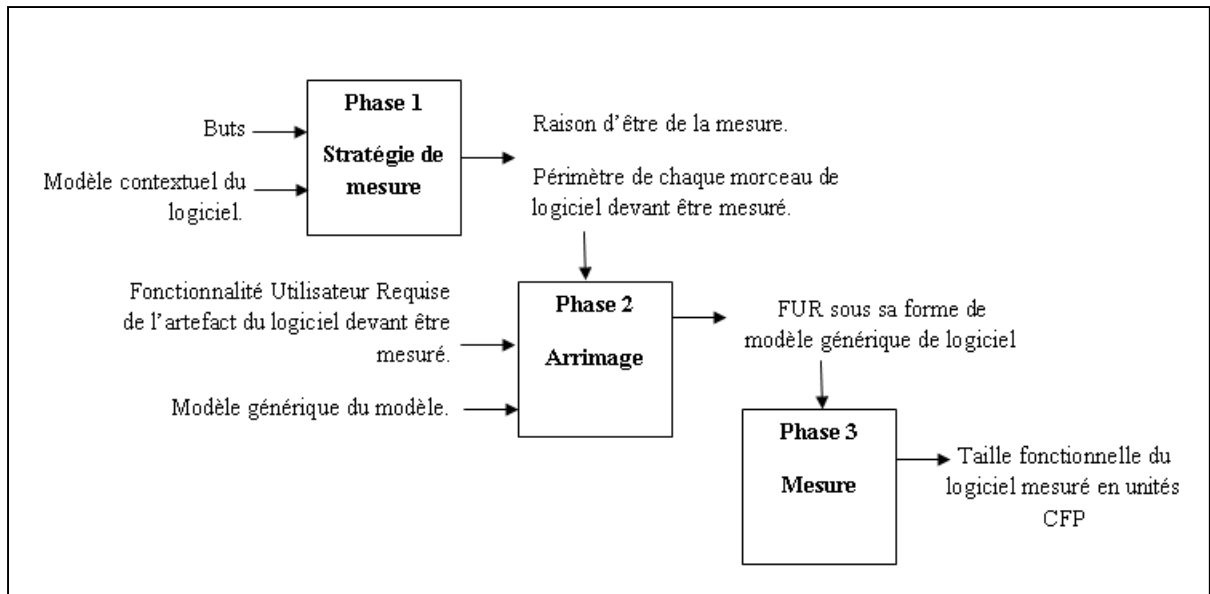 Phase 1
Stratégie de
mesure
Buts
Modèle contextuel du
logiciel.
Raison d'être de la mesure.
Périmètre de chaque morceau de
logiciel devant être mesuré.
Fonctionnalité Utilisateur Requise
de l'artefact du logiciel devant être
mesuré.
Modèle générique du modèle.
Phase 2
Arrimage
FUR sous sa forme de
modèle générique de logiciel
Phase 3
Mesure
Taille fonctionnelle du
logiciel mesuré en unités
CFP